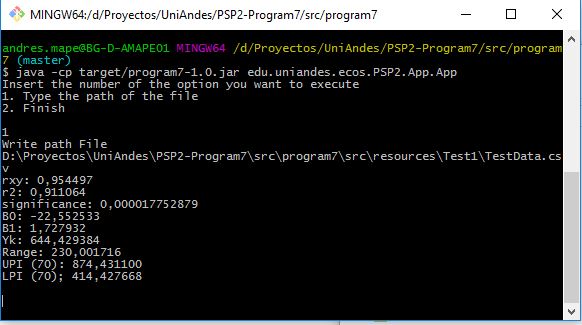 MINGW64:/d/Proyectos/UniAndes/PSP2-Program7/src/program7
andres.mape@BG-D-AMAPE01 MINGW64 /d/Proyectos/UniAndes/PSP2-Program7/src/program
7 (master)
$ java -cp target/program7-1.0.jar edu.uniandes.ecos.PSP2.App.App
Insert the number of the option you want to execute
1. Type the path of the file
2. Finish
1
Write path File
D:\Proyectos\UniAndes\PSP2-Program7\src\program7\src\resources\Test1\TestData.cs
v
rxy: 0,954497
r2: 0,911064
significance: 0,000017752879
B0: -22,552533
B1: 1,727932
Yk: 644,429384
Range: 230,001716
UPI (70): 874,431100
LPI (70); 414,427668